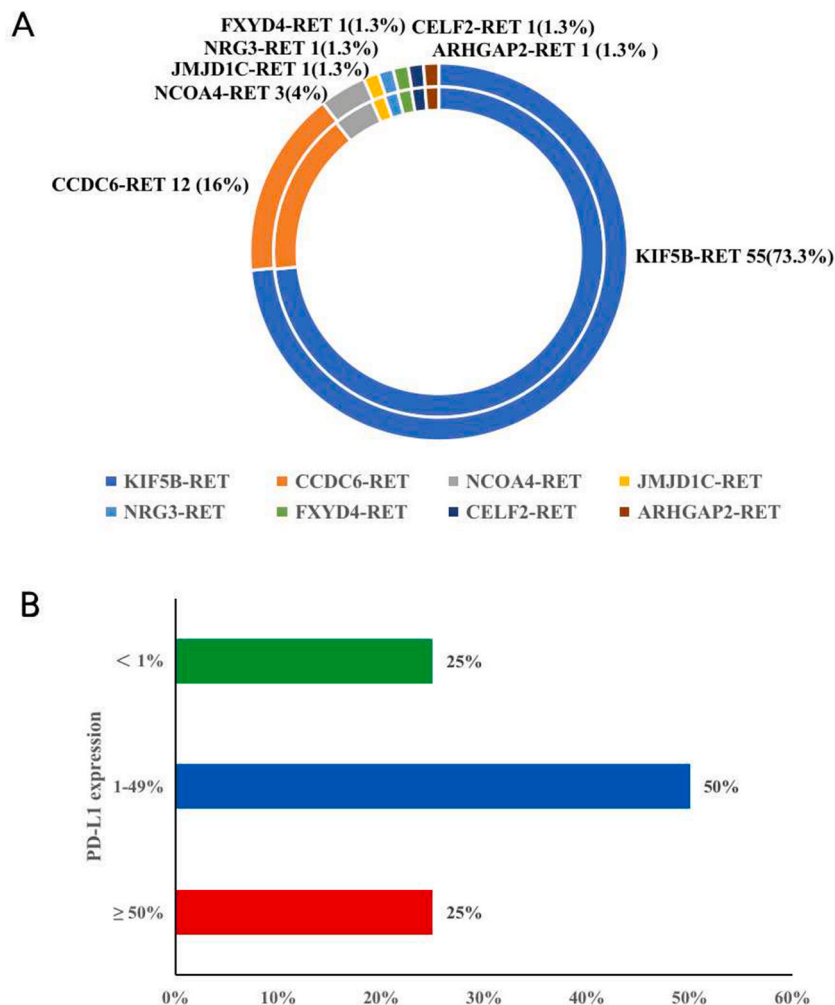 A
FXYD4-RET 1(1.3%) CELF2-RET 1(1.3%)
NRG3-RET 1(1.3%) ARHGAP2-RET 1 (1.3% )
JMJD1C-RET 1(1.3%)
NCOA4-RET 3(4%)
CCDC6-RET 12 (16%)
KIF5B-RET 55(73.3%)
KIF5B-RET CCDC6-RET NCOA4-RET JMJD1C-RET
NRG3-RET FXYD4-RET CELF2-RET ARHGAP2-RET
B
PD-L1 expression
< 1% 25%
1-49% 50%
≥ 50% 25%
0% 10% 20% 30% 40% 50% 60%